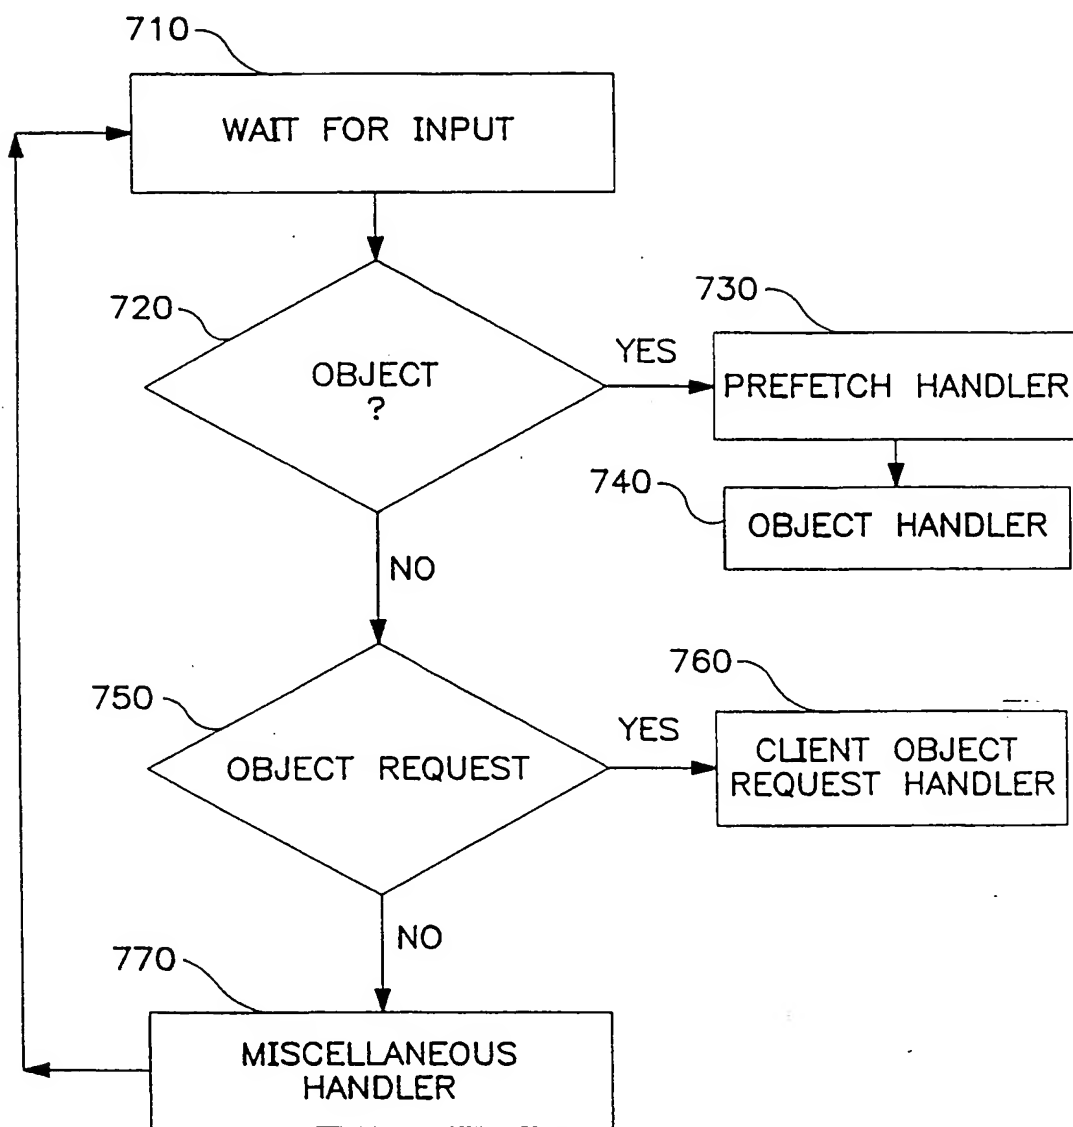 710
WAIT FOR INPUT
720
OBJECT
?
YES
730
PREFETCH HANDLER
740
OBJECT HANDLER
NO
750
OBJECT REQUEST
YES
760
CLIENT OBJECT
REQUEST HANDLER
NO
770
MISCELLANEOUS
HANDLER